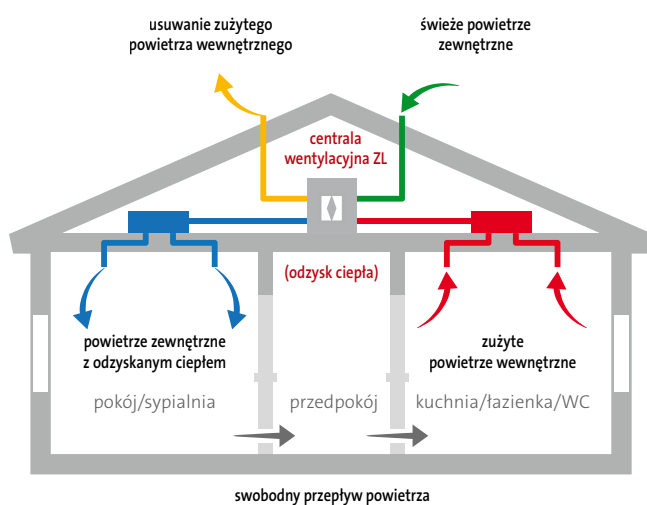 usuwanie zużytego
powietrza wewnętrznego
świeże powietrze
zewnętrzne
centrala
wentylacyjna ZL
(odzysk ciepła)
powietrze zewnętrzne
z odzyskanym ciepłem
zużyte
powietrze wewnętrzne
pokój/sypialnia
przedpokój
kuchnia/łazienka/WC
swobodny przepływ powietrza